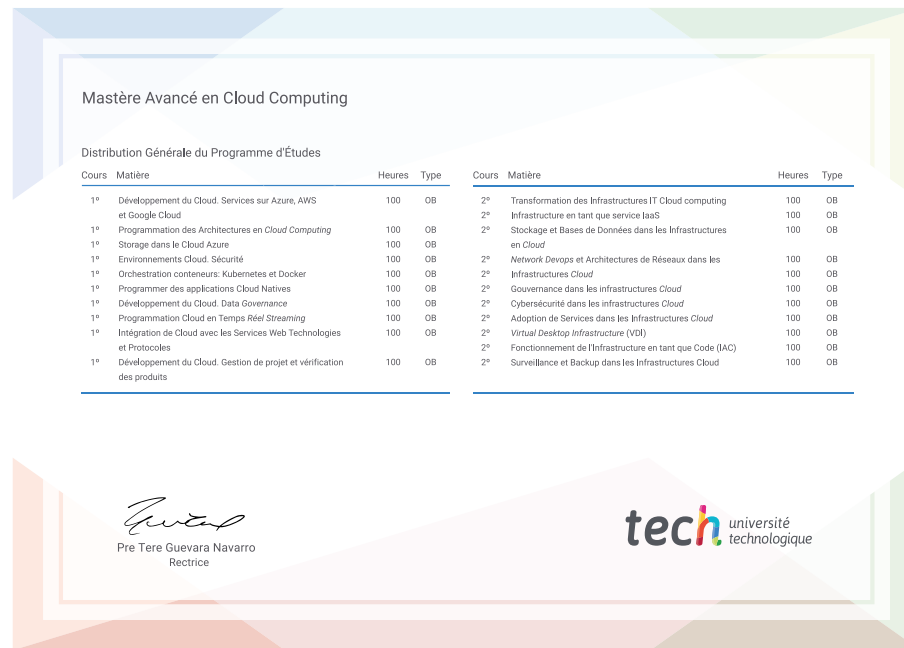 Mastère Avancé en Cloud Computing
Distribution Générale du Programme d'Études
Cours Matière Heures Type
1º Développement du Cloud. Services sur Azure, AWS 100 OB
et Google Cloud
1º Programmation des Architectures en Cloud Computing 100 OB
1º Storage dans le Cloud Azure 100 OB
1º Environnements Cloud. Sécurité 100 OB
1º Orchestration conteneurs: Kubernetes et Docker 100 OB
1º Programmer des applications Cloud Natives 100 OB
1º Développement du Cloud. Data Governance 100 OB
1º Programmation Cloud en Temps Réel Streaming 100 OB
1º Intégration de Cloud avec les Services Web Technologies 100 OB
et Protocoles
1º Développement du Cloud. Gestion de projet et vérification 100 OB
des produits
Cours Matière Heures Type
2º Transformation des Infrastructures IT Cloud computing 100 OB
2º Infrastructure en tant que service IaaS 100 OB
2º Stockage et Bases de Données dans les Infrastructures 100 OB
en Cloud
2º Network Devops et Architectures de Réseaux dans les 100 OB
2º Infrastructures Cloud 100 OB
2º Gouvernance dans les infrastructures Cloud 100 OB
2º Cybersécurité dans les infrastructures Cloud 100 OB
2º Adoption de Services dans les Infrastructures Cloud 100 OB
2º Virtual Desktop Infrastructure (VDI) 100 OB
2º Fonctionnement de l'Infrastructure en tant que Code (IAC) 100 OB
2º Surveillance et Backup dans les Infrastructures Cloud 100 OB
Pre Tere Guevara Navarro
Rectrice
tech université
technologique